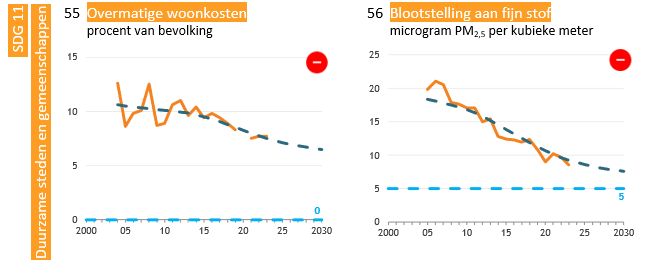 SDG 11
Duurzame steden en gemeenschappen
55 Overmatige woonkosten
procent van bevolking
15
10
5
0
0
2000 05 10 15 20 25 2030
56 Blootstelling aan fijn stof
microgram PM2,5 per kubieke meter
25
20
15
10
5
5
0
2000 05 10 15 20 25 2030